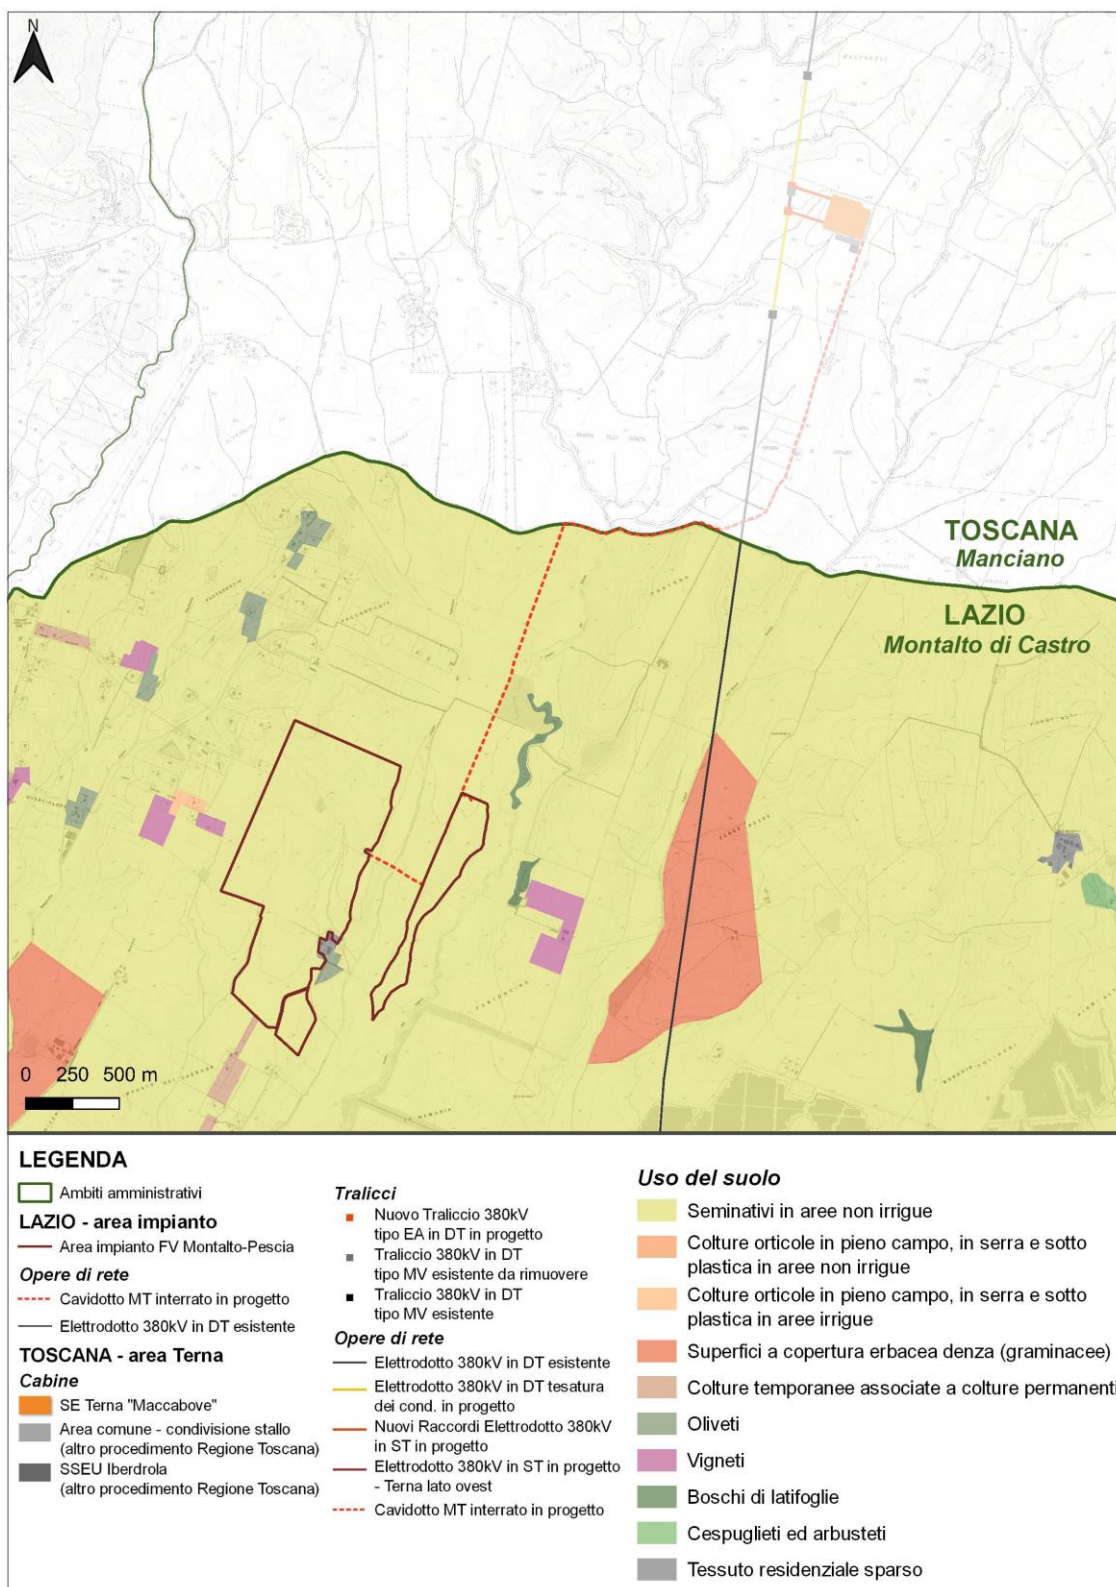 N
TOSCANA
Manciano
LAZIO
Montalto di Castro
0 250 500 m
LEGENDA
Ambiti amministrativi
LAZIO - area impianto
Area impianto FV Montalto-Pescia
Opere di rete
Cavidotto MT interrato in progetto
Elettrodotto 380kV in DT esistente
TOSCANA - area Terna
Cabine
SE Terna "Maccabove"
Area comune - condivisione stallo
(altro procedimento Regione Toscana)
SSEU Iberdrola
(altro procedimento Regione Toscana)
Tralicci
Nuovo Traliccio 380kV
tipo EA in DT in progetto
Traliccio 380kV in DT
tipo MV esistente da rimuovere
Traliccio 380kV in DT
tipo MV esistente
Opere di rete
Elettrodotto 380kV in DT esistente
Elettrodotto 380kV in DT tesatura
dei cond. in progetto
Nuovi Raccordi Elettrodotto 380kV
in ST in progetto
Elettrodotto 380kV in ST in progetto
- Terna lato ovest
Cavidotto MT interrato in progetto
Uso del suolo
Seminativi in aree non irrigue
Colture orticole in pieno campo, in serra e sotto
plastica in aree non irrigue
Colture orticole in pieno campo, in serra e sotto
plastica in aree irrigue
Superfici a copertura erbacea denza (graminacee)
Colture temporanee associate a colture permanenti
Oliveti
Vigneti
Boschi di latifoglie
Cespuglieti ed arbusteti
Tessuto residenziale sparso